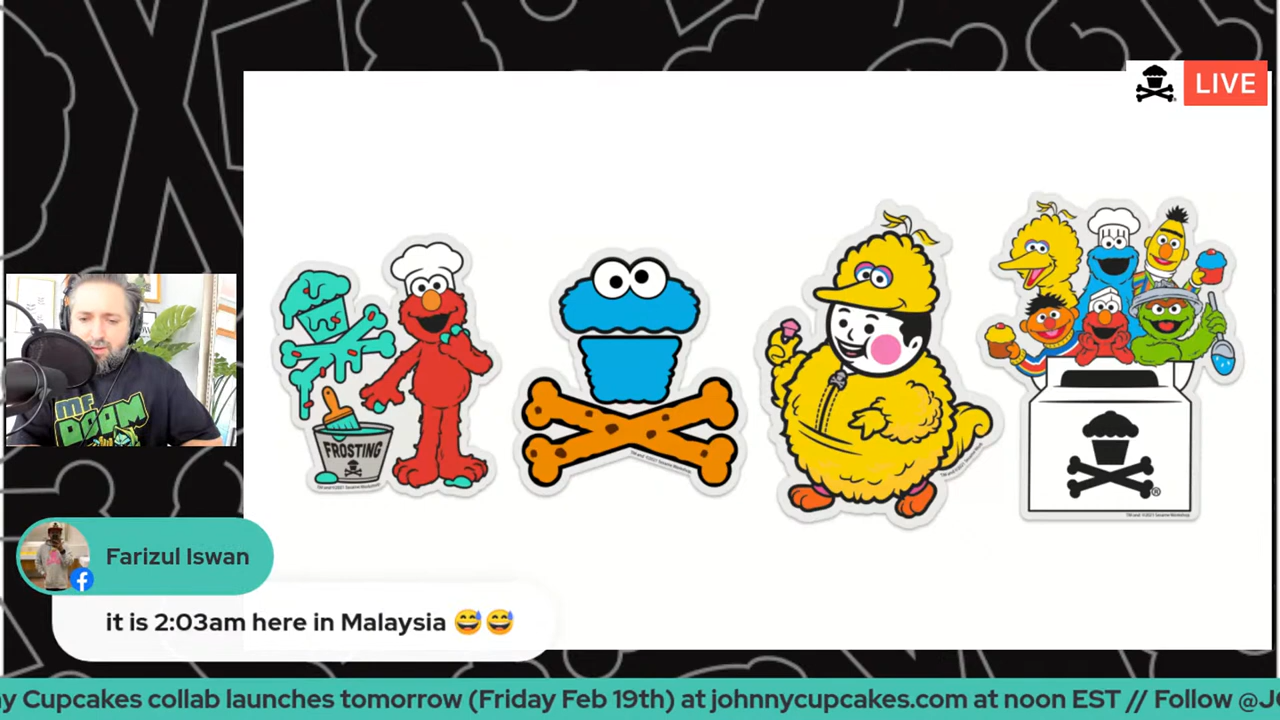 LIVE
MF
DOOM
FROSTING
®
Farizul Iswan
it is 2:03am here in Malaysia 😅😅
y Cupcakes collab launches tomorrow (Friday Feb 19th) at johnnycupcakes.com at noon EST // Follow @J